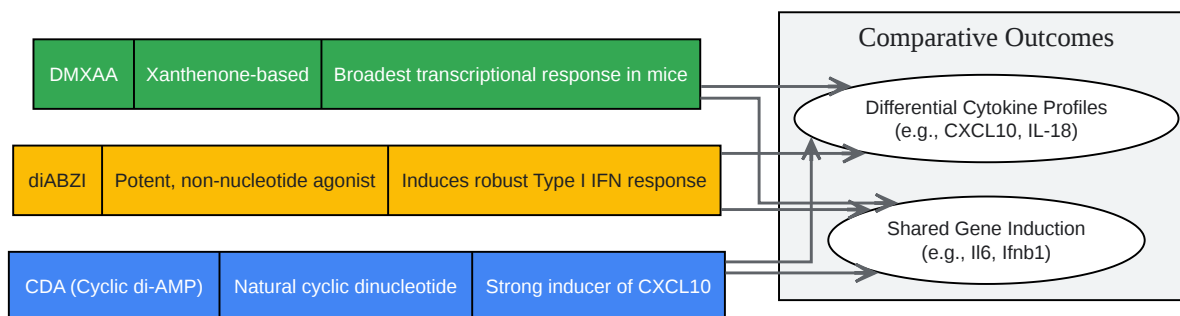 Comparative Outcomes
DMXAA
Xanthenone-based
Broadest transcriptional response in mice
Differential Cytokine Profiles
(e.g., CXCL10, IL-18)
diABZI
Potent, non-nucleotide agonist
Induces robust Type I IFN response
Shared Gene Induction
(e.g., Il6, Ifnb1)
CDA (Cyclic di-AMP)
Natural cyclic dinucleotide
Strong inducer of CXCL10